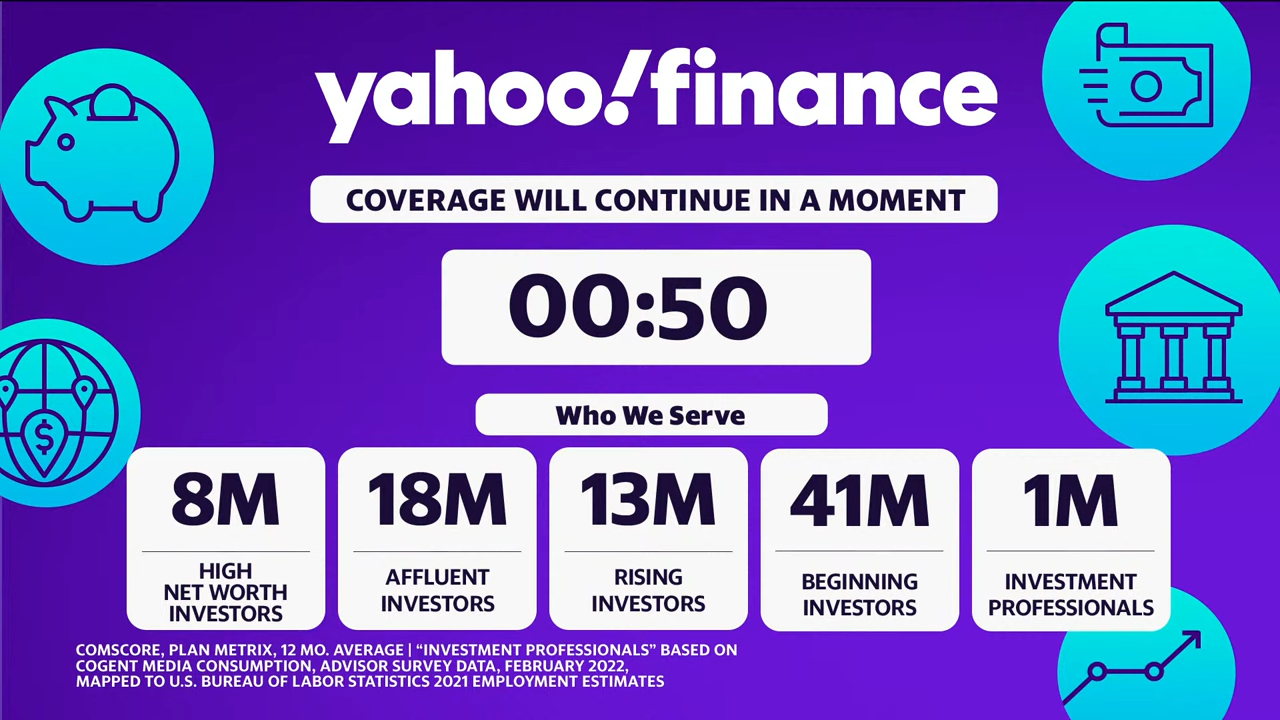 yahoo!finance
COVERAGE WILL CONTINUE IN A MOMENT
00:50
Who We Serve
8M
HIGH
NET WORTH
INVESTORS
18M
AFFLUENT
INVESTORS
13M
RISING
INVESTORS
41M
BEGINNING
INVESTORS
1M
INVESTMENT
PROFESSIONALS
COMSCORE, PLAN METRIX, 12 MO. AVERAGE | “INVESTMENT PROFESSIONALS” BASED ON
COGENT MEDIA CONSUMPTION, ADVISOR SURVEY DATA, FEBRUARY 2022,
MAPPED TO U.S. BUREAU OF LABOR STATISTICS 2021 EMPLOYMENT ESTIMATES
$